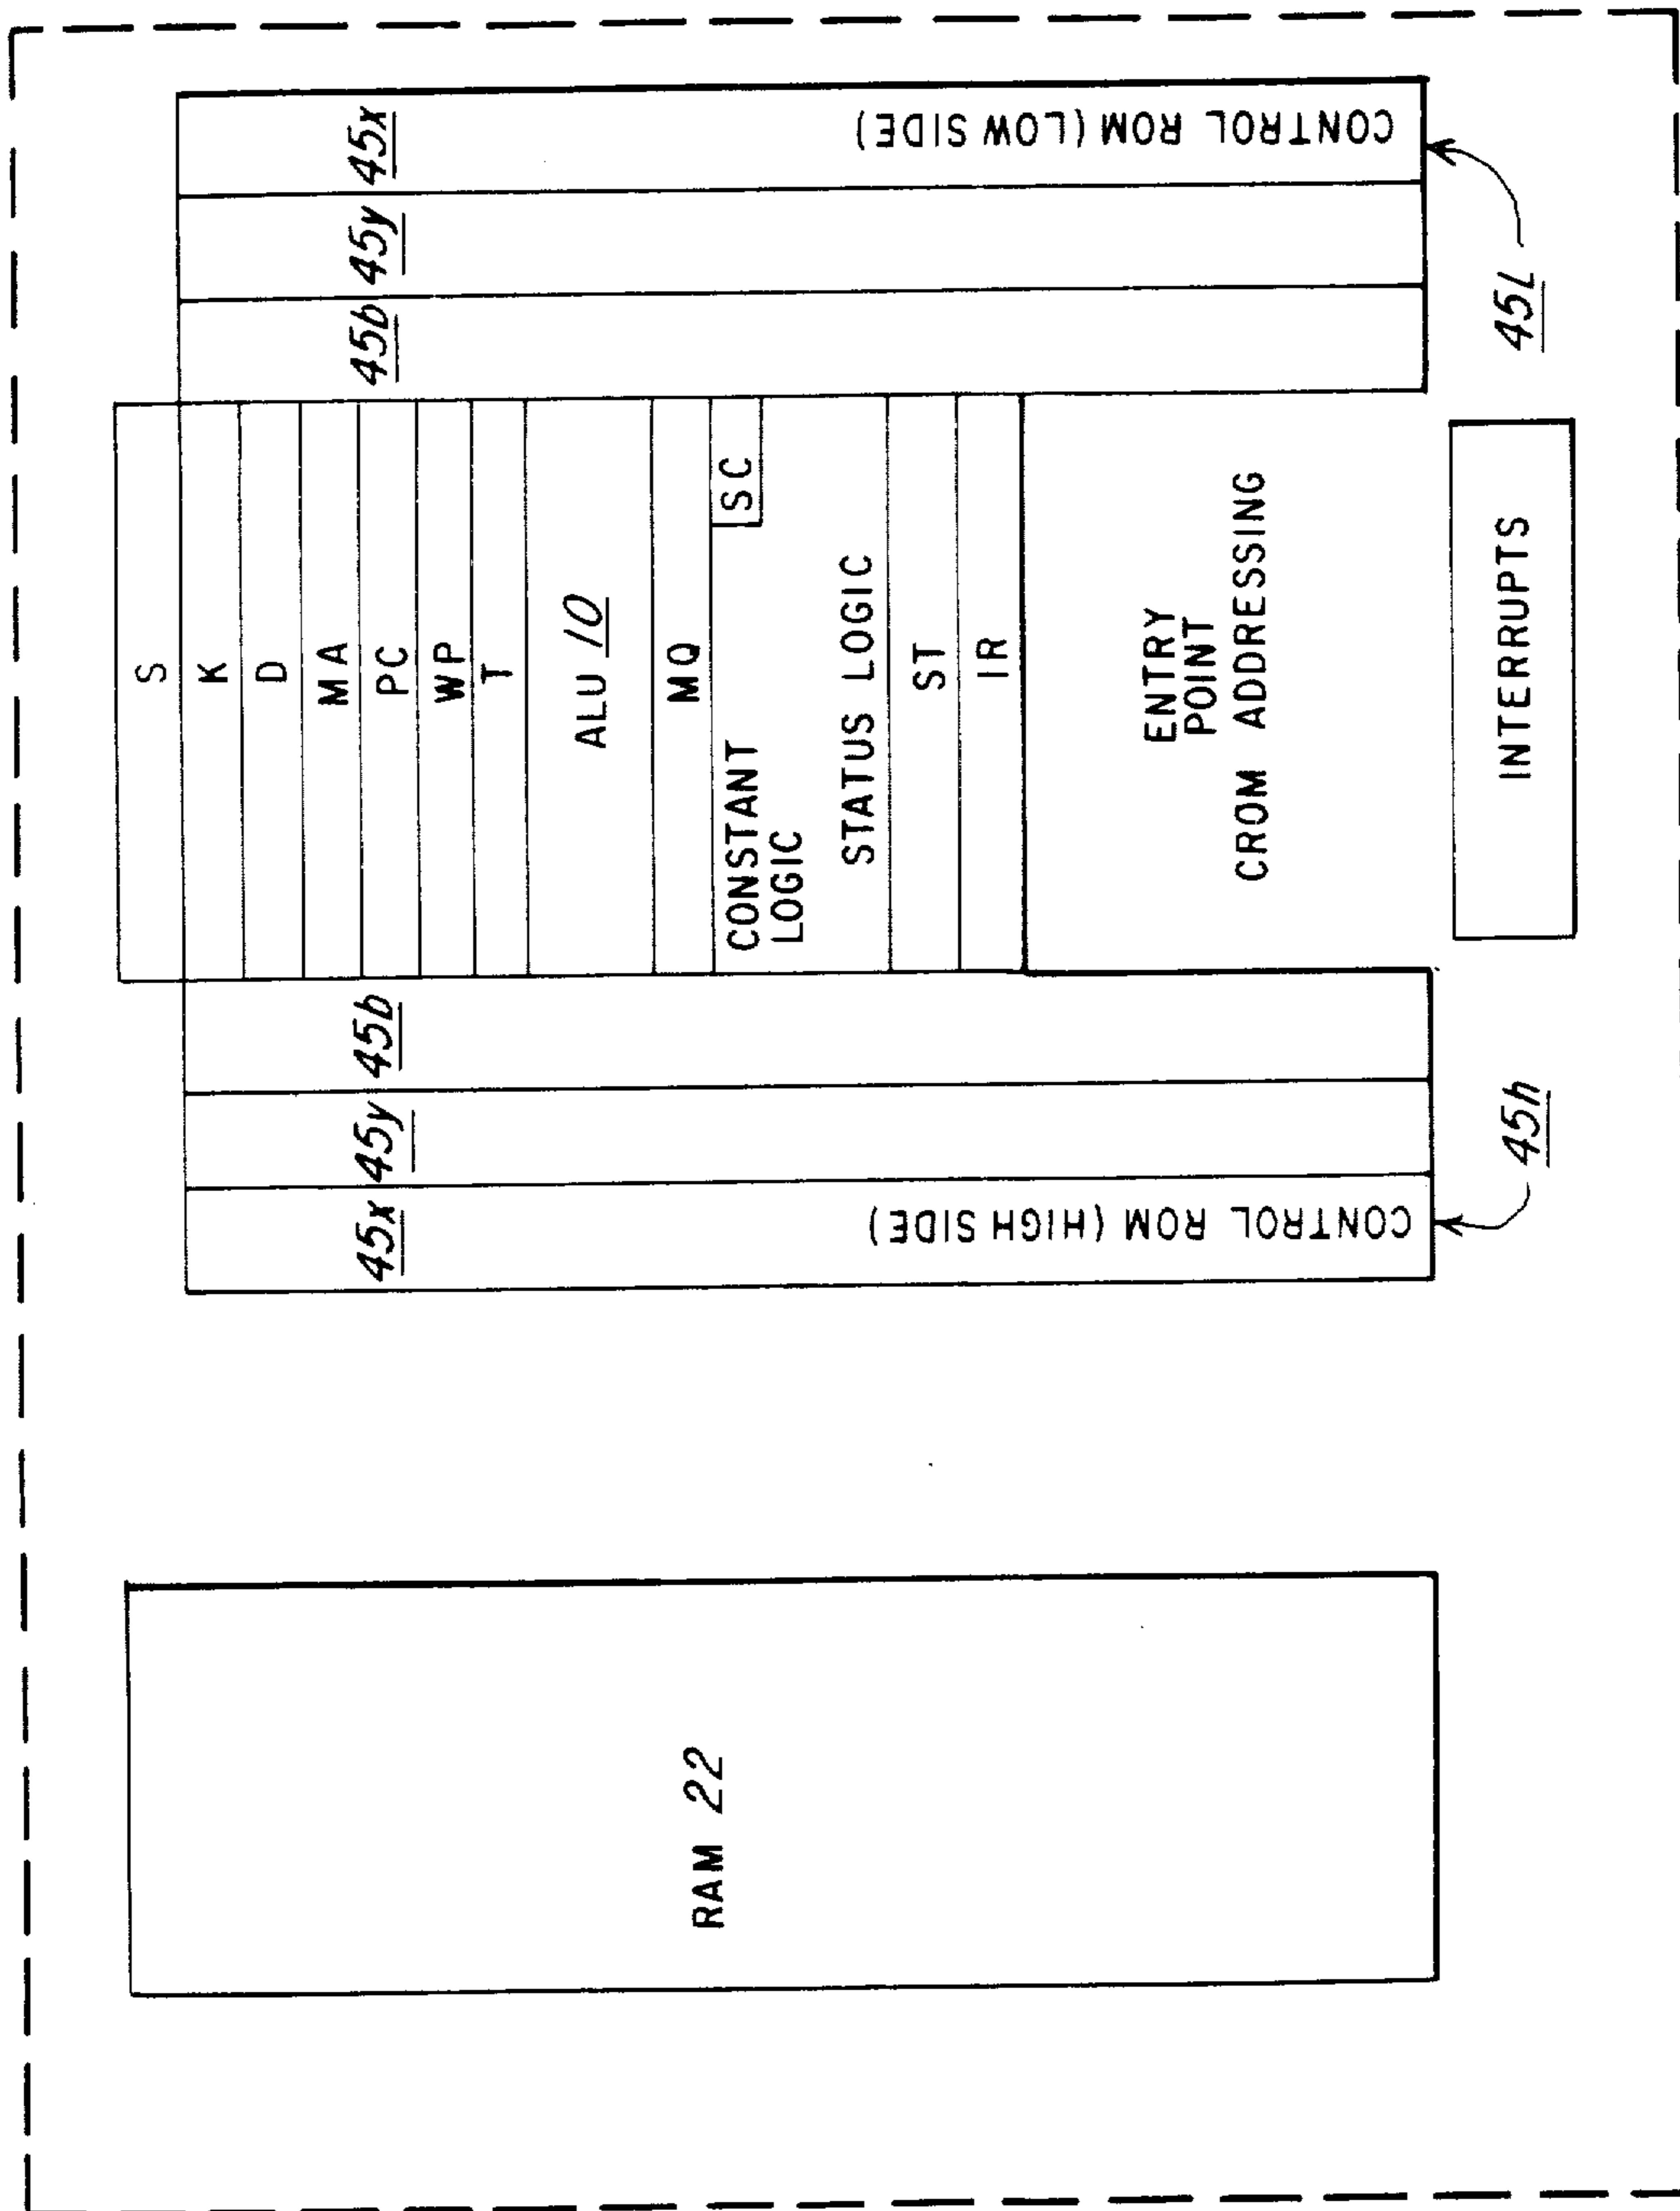 RAM 22
45x
45y
45b
CONTROL ROM (HIGH SIDE)
45h
S
K
D
MA
PC
WP
T
ALU 10
MQ
CONSTANT
LOGIC
SC
STATUS LOGIC
ST
IR
ENTRY
POINT
CROM ADDRESSING
INTERRUPTS
45b
45y
45x
CONTROL ROM (LOW SIDE)
45L